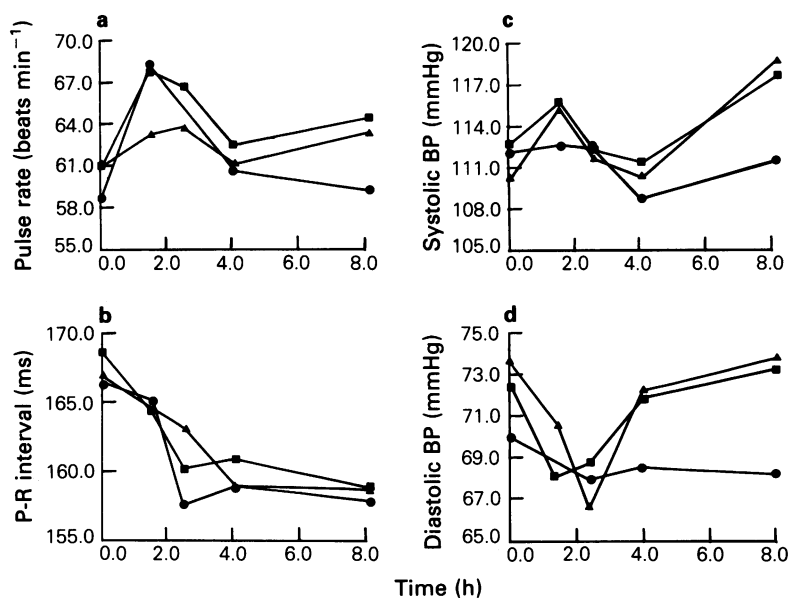 a
Pulse rate (beats min⁻¹)
70.0
67.0
64.0
61.0
58.0
55.0
0.0 2.0 4.0 6.0 8.0
c
Systolic BP (mmHg)
120.0
117.0
114.0
111.0
108.0
105.0
0.0 2.0 4.0 6.0 8.0
b
P-R interval (ms)
170.0
165.0
160.0
155.0
0.0 2.0 4.0 6.0 8.0
d
Diastolic BP (mmHg)
75.0
73.0
71.0
69.0
67.0
65.0
0.0 2.0 4.0 6.0 8.0
Time (h)